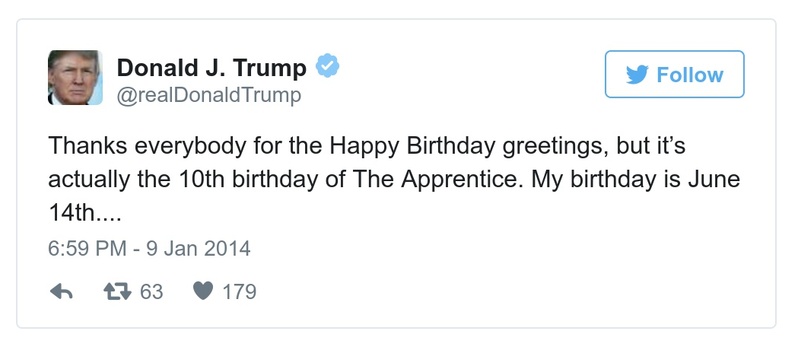 Donald J. Trump
@realDonaldTrump
Follow
Thanks everybody for the Happy Birthday greetings, but it’s
actually the 10th birthday of The Apprentice. My birthday is June
14th....
6:59 PM - 9 Jan 2014
63 179